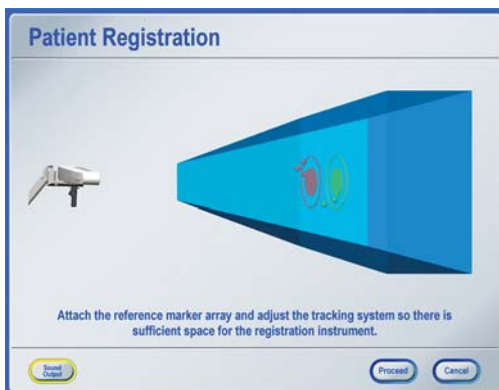 Patient Registration
Attach the reference marker array and adjust the tracking system so there is
sufficient space for the registration instrument.
Sound
Output
Proceed
Cancel